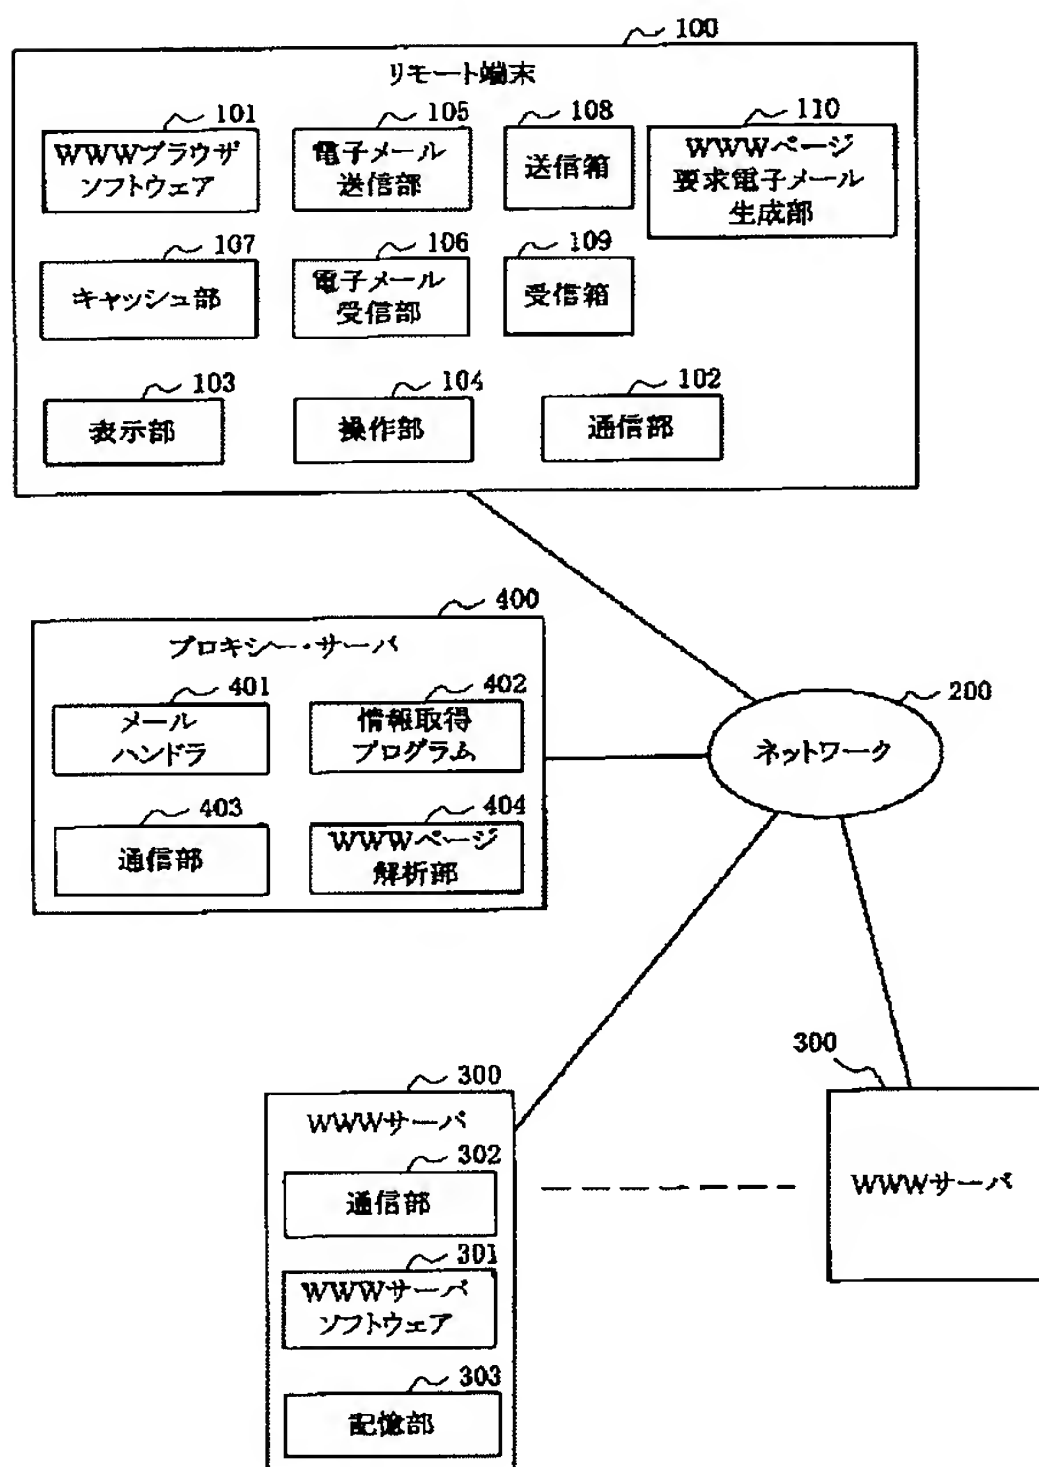 100
リモート端末
101
105
108
110
WWWブラウザ
ソフトウェア
電子メール
送信部
送信箱
WWWページ
要求電子メール
生成部
107
106
109
キャッシュ部
電子メール
受信部
受信箱
103
104
102
表示部
操作部
通信部
400
プロキシー・サーバ
401
402
メール
ハンドラ
情報取得
プログラム
403
404
通信部
WWWページ
解析部
200
ネットワーク
300
WWWサーバ
302
通信部
301
WWWサーバ
ソフトウェア
303
記憶部
300
WWWサーバ